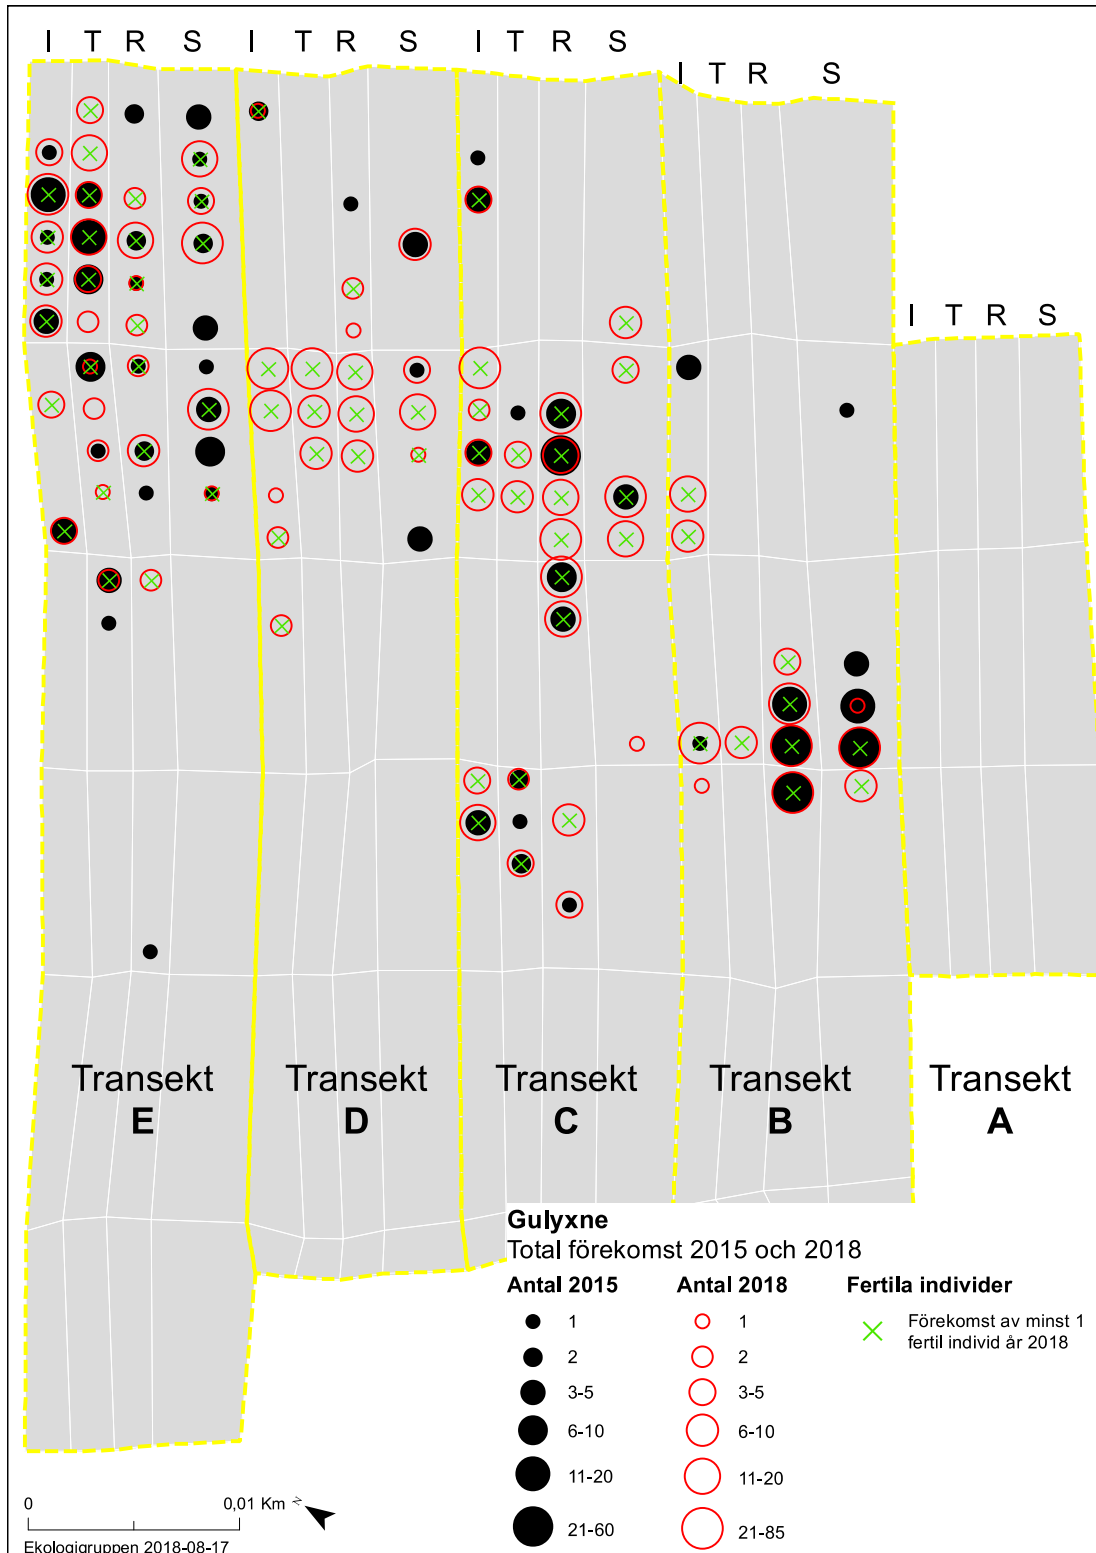 I T R S I T R S I T R S
I T R S
I T R S
Transekt Transekt Transekt Transekt Transekt
E D C B A
Gulyxne
Total förekomst 2015 och 2018
Antal 2015 Antal 2018 Fertila individer
1 1 Förekomst av minst 1
fertil individ år 2018
2 2
3-5 3-5
6-10 6-10
11-20 11-20
21-60 21-85
0 0,01 Km N
Ekologigruppen 2018-08-17